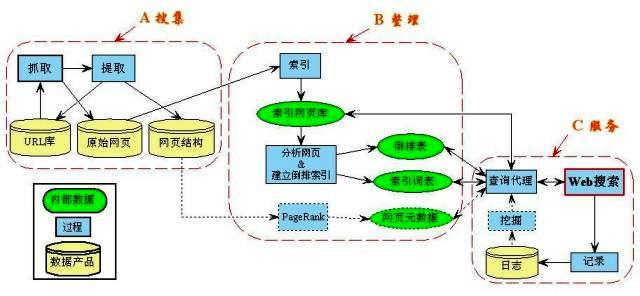 A 搜集
抓取
提取
URL库
原始网页
网页结构
B 整理
索引
索引网页库
分析网页
&
建立倒排索引
倒排表
索引词表
PageRank
网页元数据
C 服务
查询代理
Web搜索
挖掘
日志
记录
内部数据
过程
数据产品